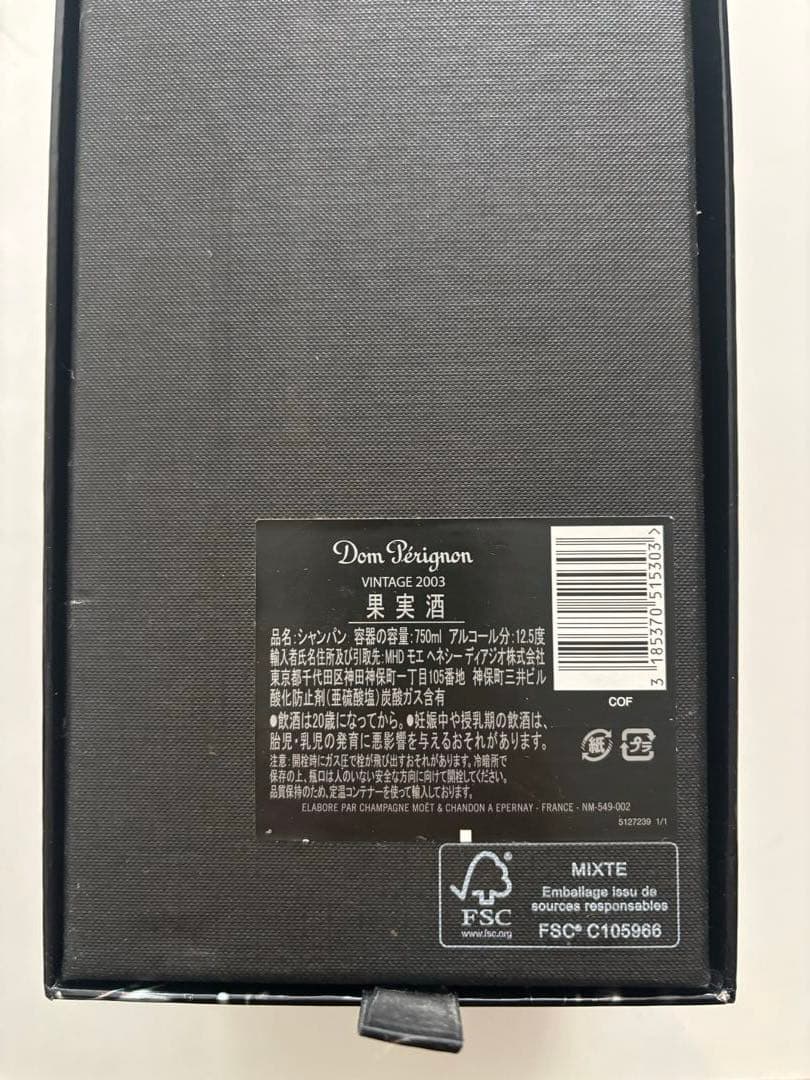 Dom Pérignon
VINTAGE 2003
果実酒
品名:シャンパン 容器の容量:750ml アルコール分:12.5度
輸入者氏名住所及び引取先:MHD モエ ヘネシー ディアジオ株式会社
東京都千代田区神田神保町一丁目105番地 神保町三井ビル
酸化防止剤(亜硫酸塩)炭酸ガス含有
●飲酒は20歳になってから。●妊娠中や授乳期の飲酒は、
胎児・乳児の発育に悪影響を与えるおそれがあります。
注意:開栓時にガス圧で栓が飛び出すおそれがあります。冷暗所で
保存の上、瓶口は人のいない安全な方向に向けて開栓してください。
品質保持のため、定温コンテナーを使って輸入しております。
ELABORE PAR CHAMPAGNE MOËT & CHANDON A EPERNAY - FRANCE - NM-549-002
5127239 1/1
3 185370 515303 >
COF
紙
プラ
FSC
www.fsc.org
MIXTE
Emballage issu de
sources responsables
FSC® C105966